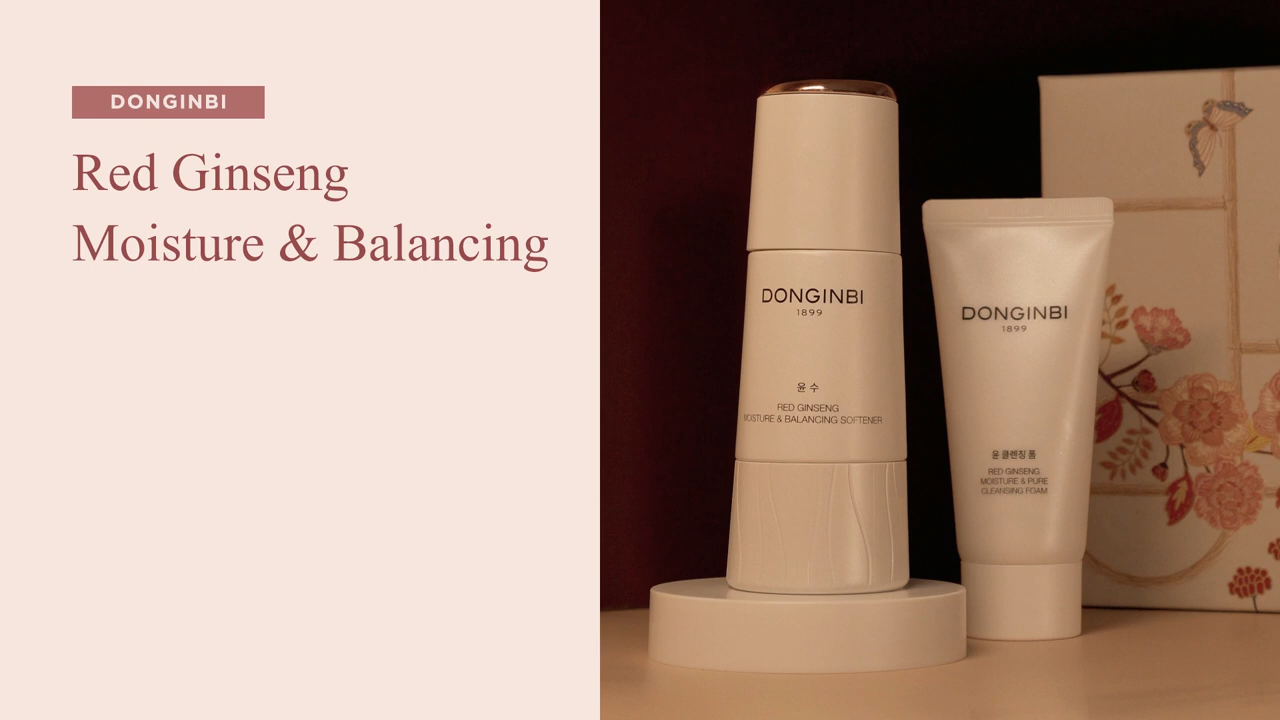 DONGINBI
Red Ginseng
Moisture & Balancing
DONGINBI
1899
윤수
RED GINSENG
MOISTURE & BALANCING SOFTENER
DONGINBI
1899
윤 클렌징 폼
RED GINSENG
MOISTURE & PURE
CLEANSING FOAM